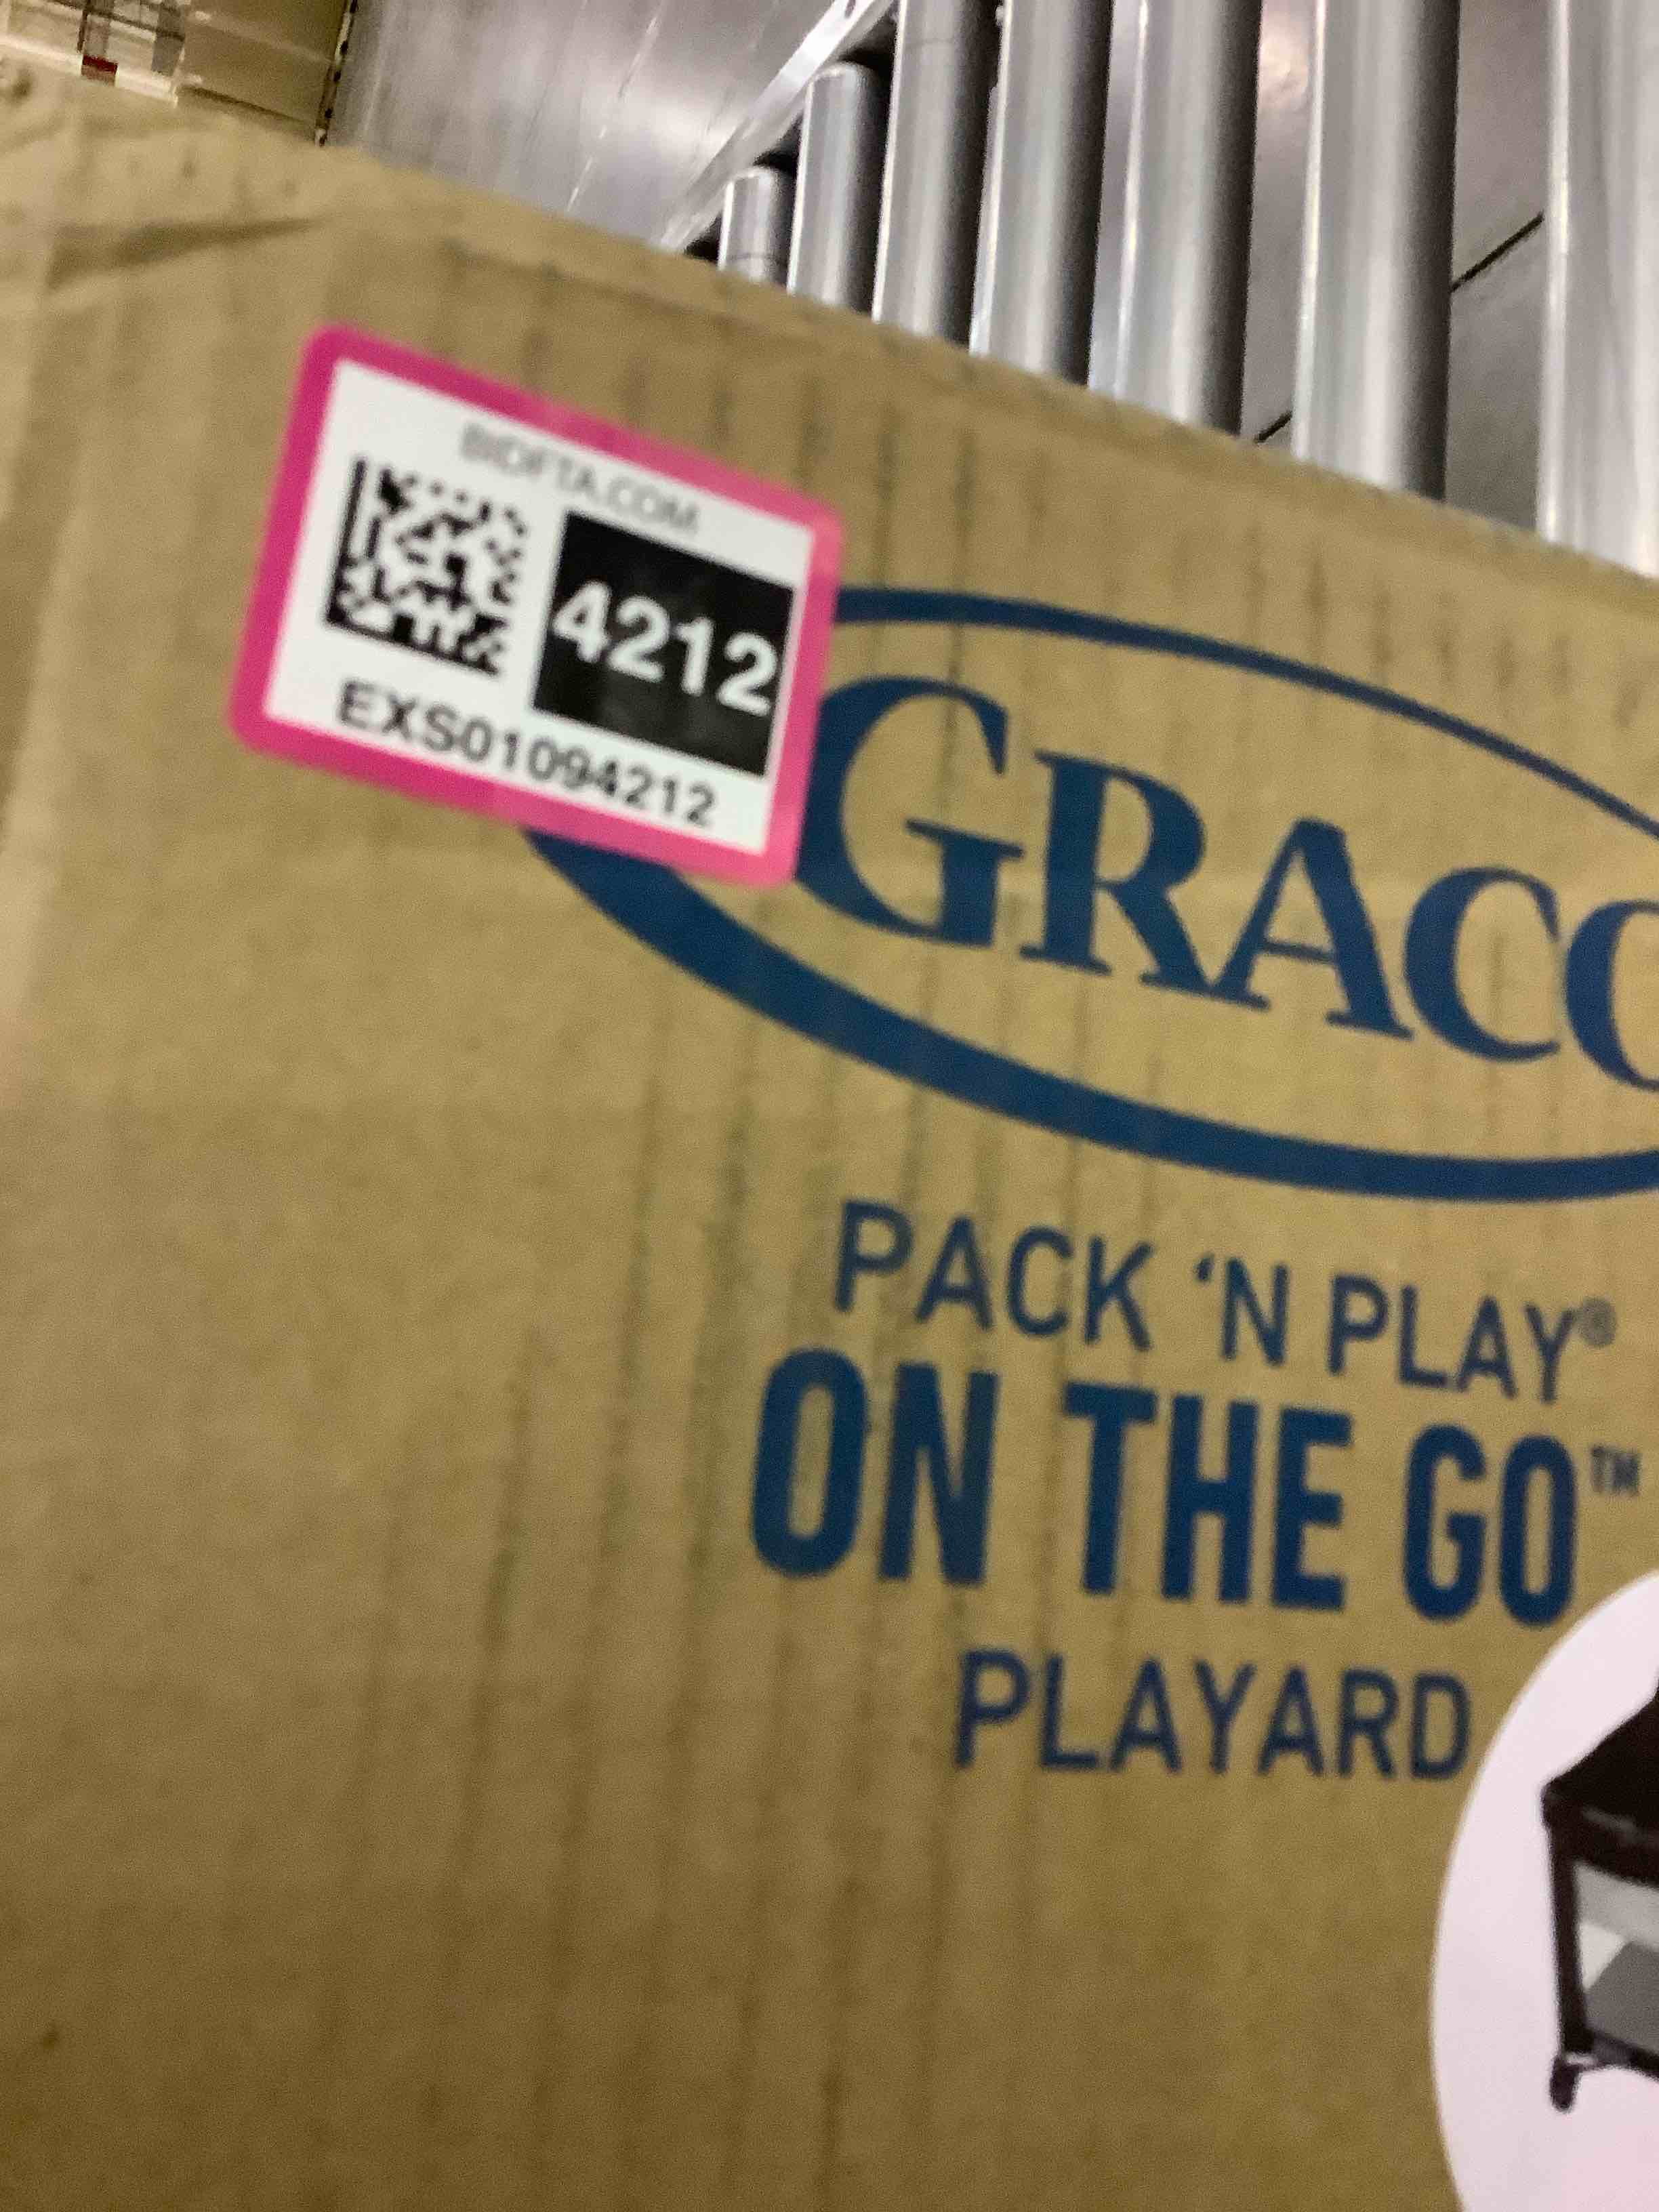 BIDFTA.COM
4212
EXS01094212
GRACO
PACK 'N PLAY®
ON THE GO™
PLAYARD